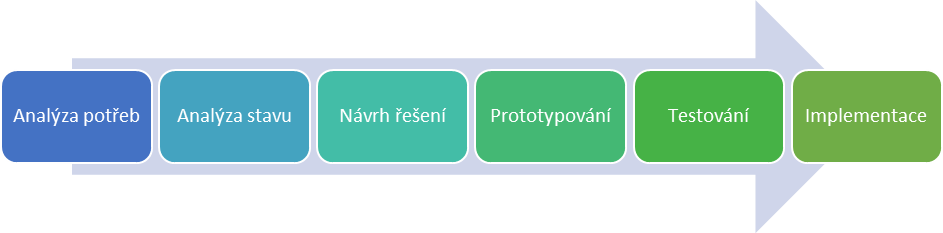 Analýza potřeb
Analýza stavu
Návrh řešení
Prototypování
Testování
Implementace